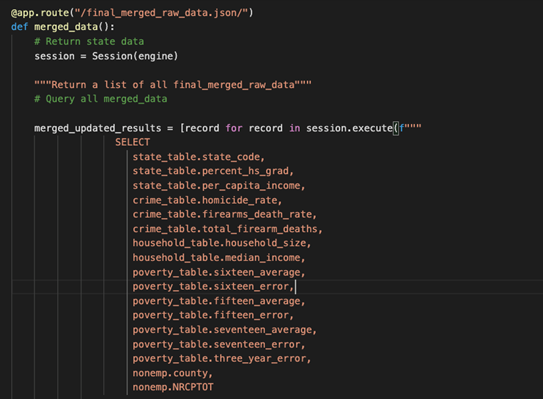 @app.route("/final_merged_raw_data.json/")
def merged_data():
# Return state data
session = Session(engine)
"""Return a list of all final_merged_raw_data"""
# Query all merged_data
merged_updated_results = [record for record in session.execute(f"""
SELECT
state_table.state_code,
state_table.percent_hs_grad,
state_table.per_capita_income,
crime_table.homicide_rate,
crime_table.firearms_death_rate,
crime_table.total_firearm_deaths,
household_table.household_size,
household_table.median_income,
poverty_table.sixteen_average,
poverty_table.sixteen_error,
poverty_table.fifteen_average,
poverty_table.fifteen_error,
poverty_table.seventeen_average,
poverty_table.seventeen_error,
poverty_table.three_year_error,
nonemp.county,
nonemp.NRCPTOT